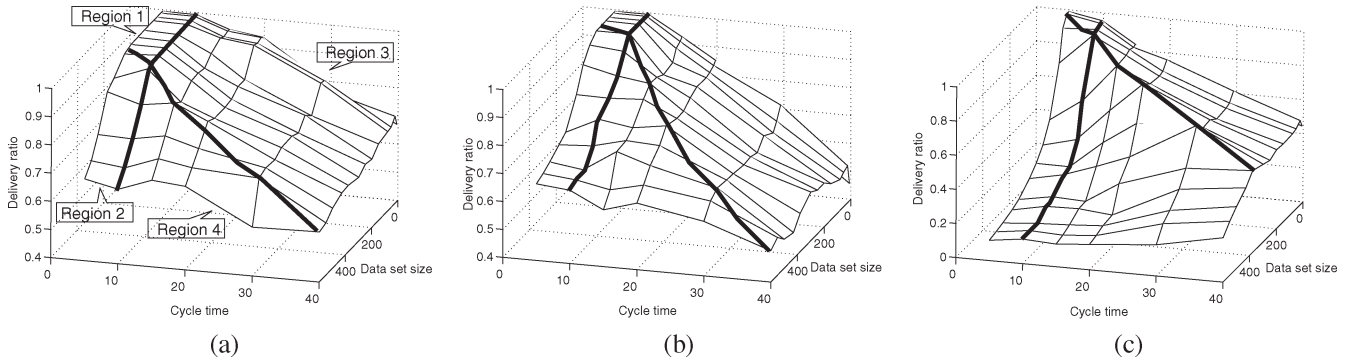 Region 1
Region 3
Region 2
Region 4
1
0.9
0.8
0.7
0.6
0.5
0.4
Delivery ratio
0
10
20
30
40
Cycle time
0
200
400
Data set size
(a)
1
0.9
0.8
0.7
0.6
0.5
0.4
Delivery ratio
0
10
20
30
40
Cycle time
0
200
400
Data set size
(b)
1
0.8
0.6
0.4
0.2
0
Delivery ratio
0
10
20
30
40
Cycle time
0
200
400
Data set size
(c)